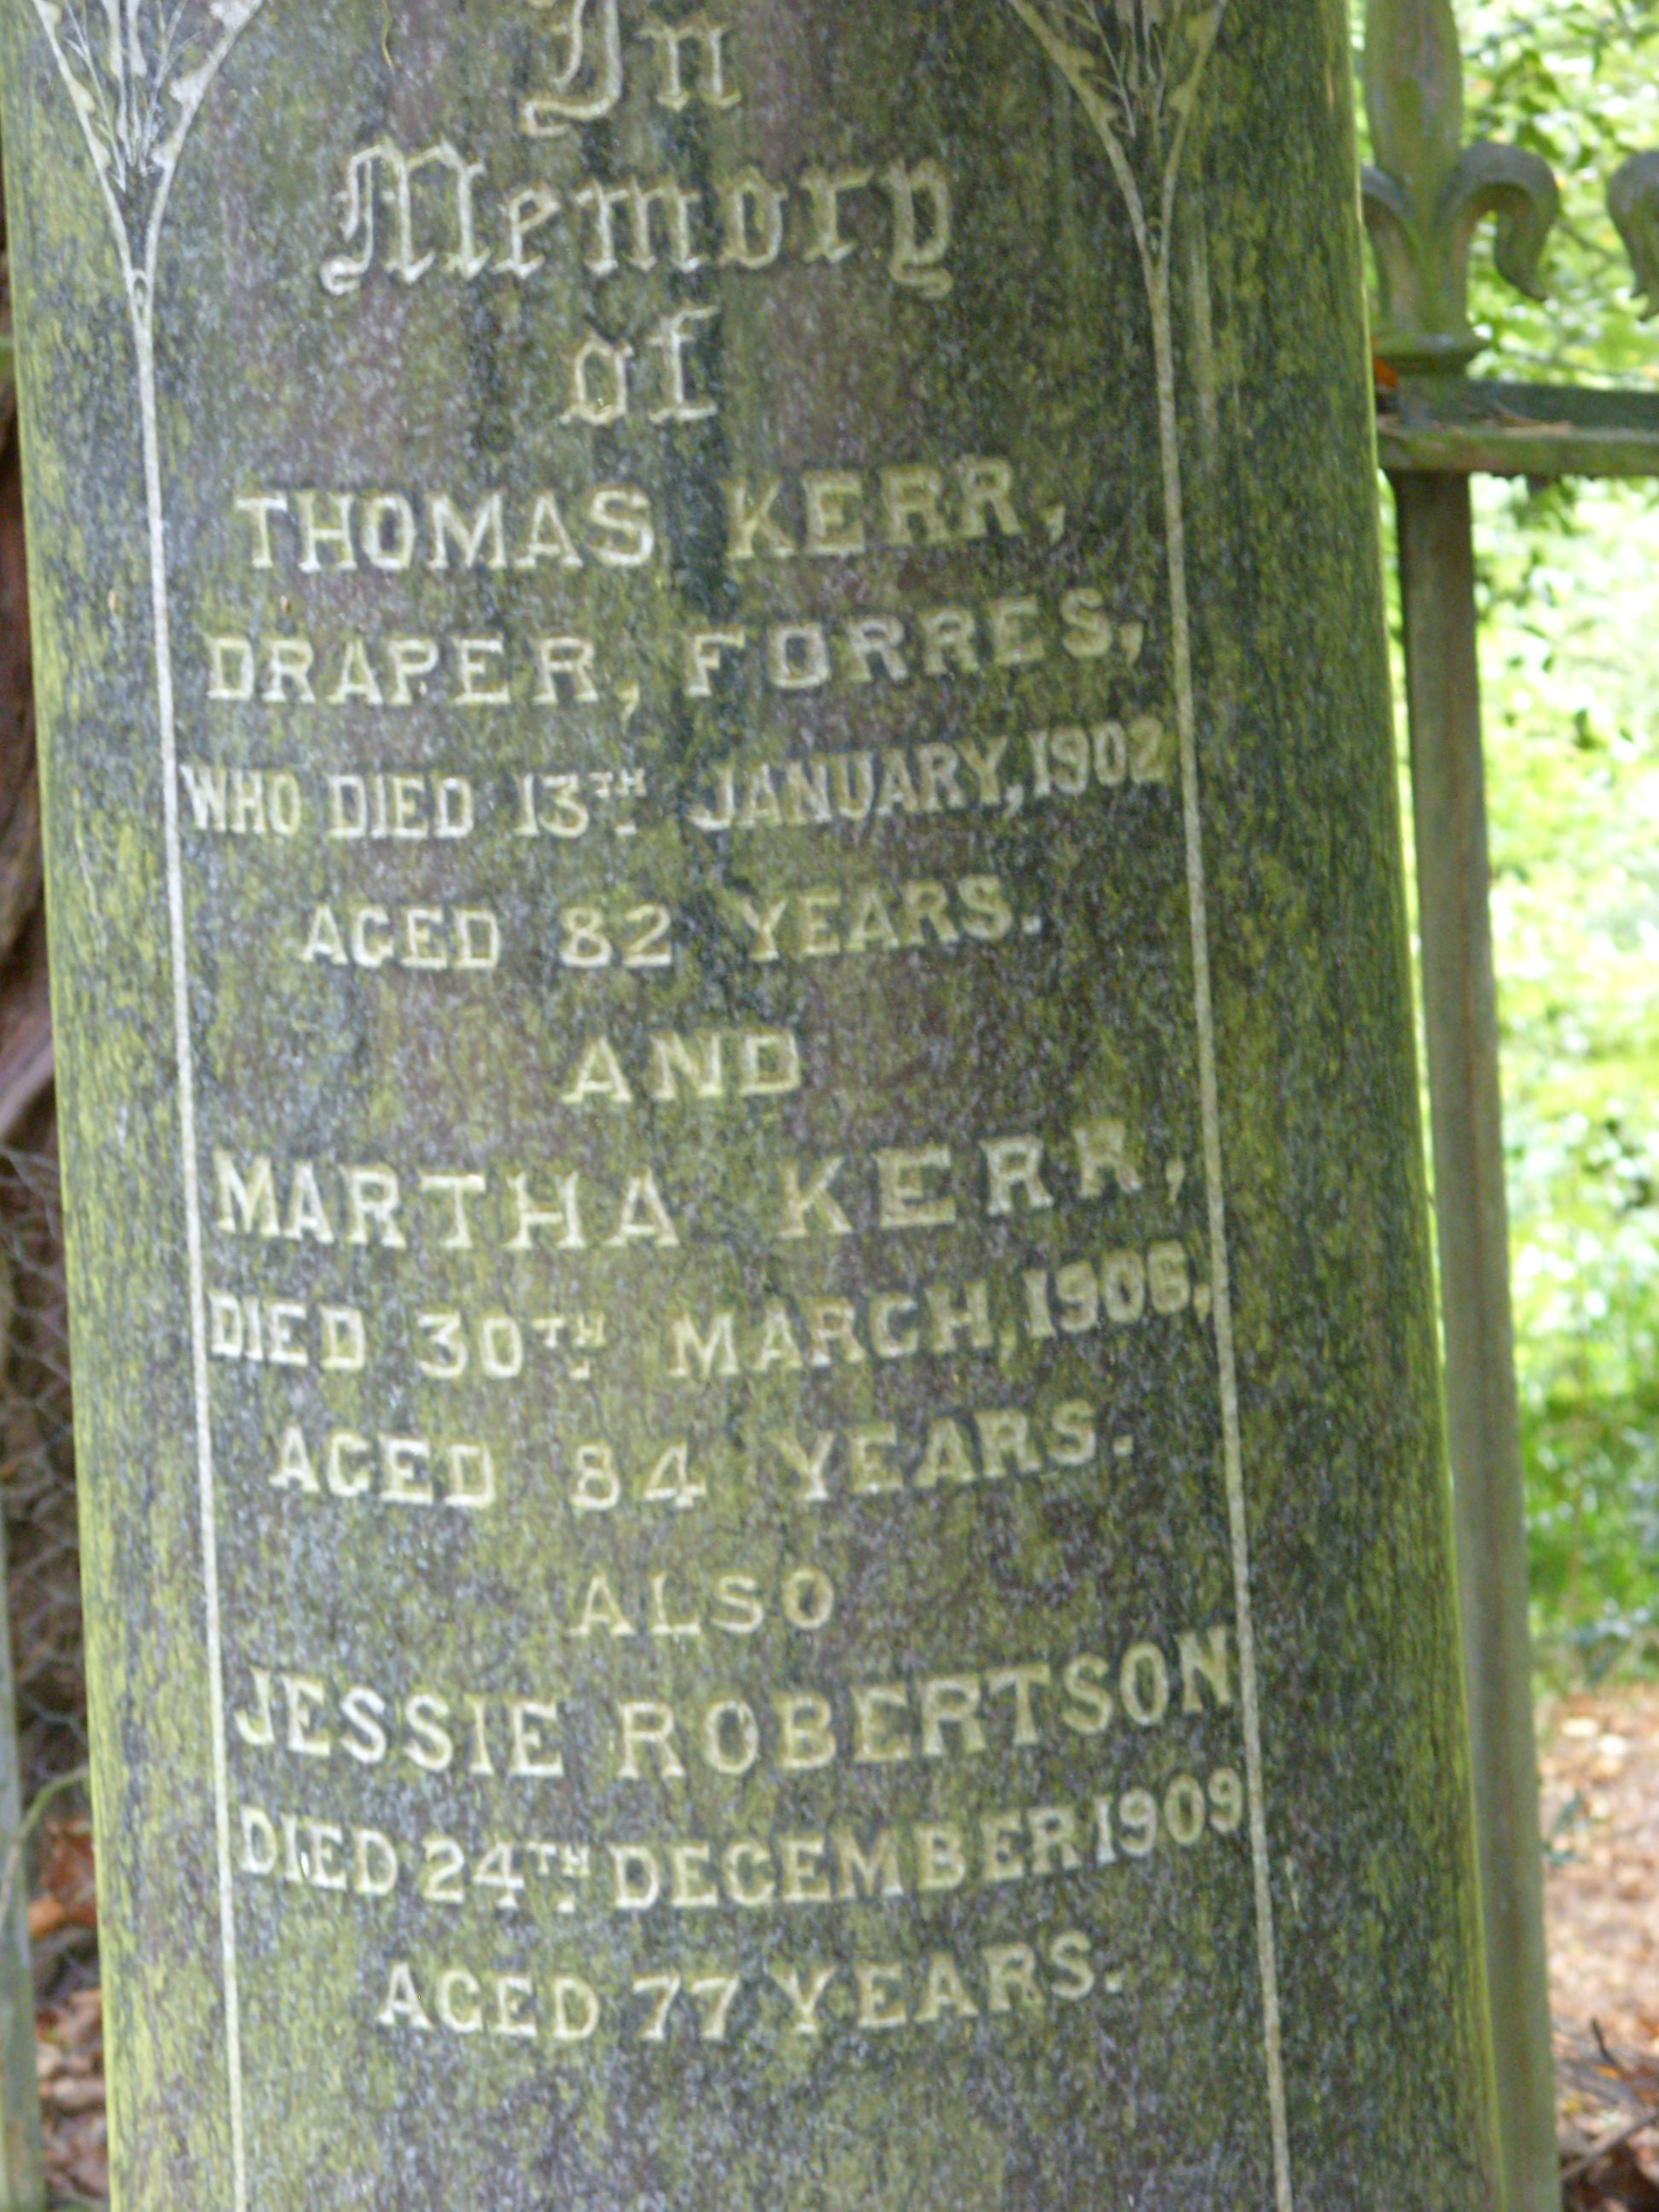 In
Memory
of
THOMAS KERR,
DRAPER, FORRES,
WHO DIED 13TH JANUARY, 1902
AGED 82 YEARS.
AND
MARTHA KERR,
DIED 30TH MARCH, 1906,
AGED 84 YEARS.
ALSO
JESSIE ROBERTSON
DIED 24TH DECEMBER 1909
AGED 77 YEARS.